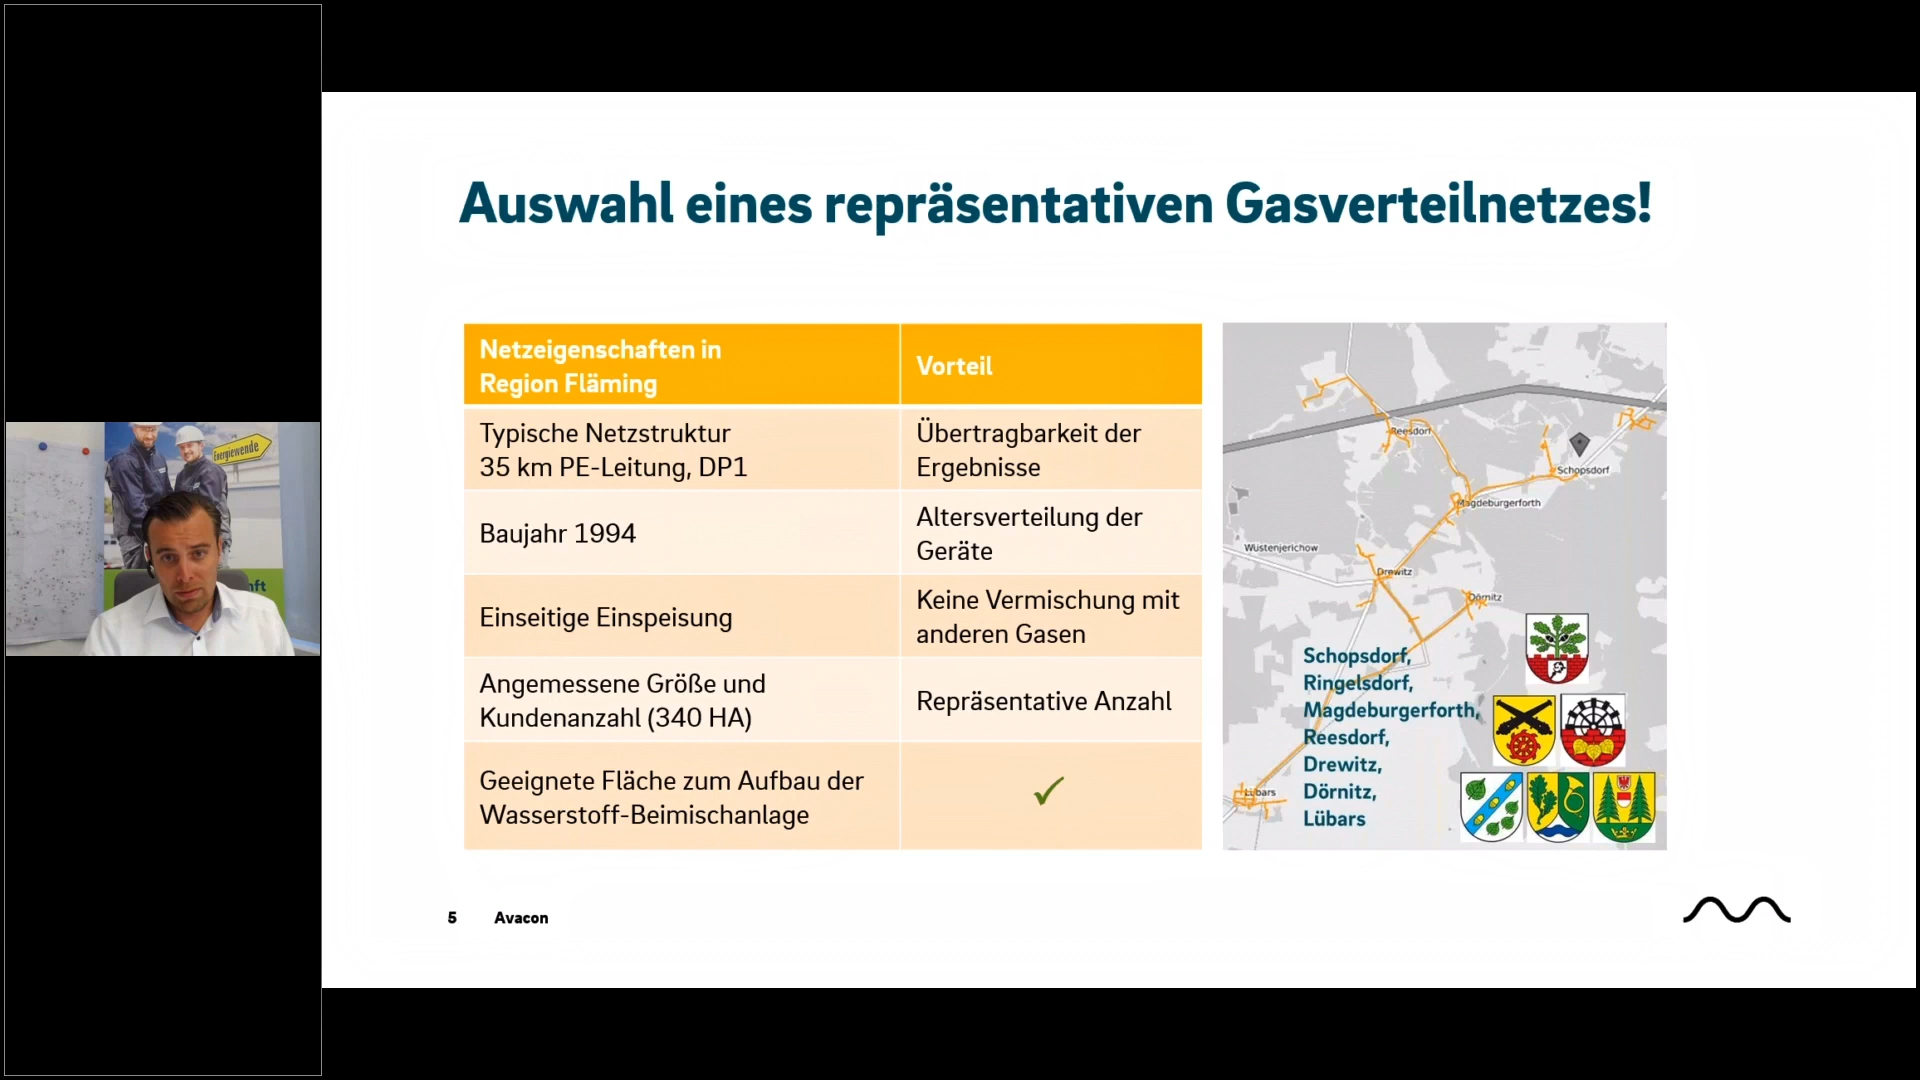 Auswahl eines repräsentativen Gasverteilnetzes!
Netzeigenschaften in
Region Fläming
Vorteil
Typische Netzstruktur
35 km PE-Leitung, DP1
Übertragbarkeit der
Ergebnisse
Baujahr 1994
Altersverteilung der
Geräte
Einseitige Einspeisung
Keine Vermischung mit
anderen Gasen
Angemessene Größe und
Kundenanzahl (340 HA)
Repräsentative Anzahl
Geeignete Fläche zum Aufbau der
Wasserstoff-Beimischanlage
✓
Reesdorf
Schopsdorf
Magdeburgerforth
Wüstenjerichow
Drewitz
Dörnitz
Lübars
Schopsdorf,
Ringelsdorf,
Magdeburgerforth,
Reesdorf,
Drewitz,
Dörnitz,
Lübars
5 Avacon
Energiewende